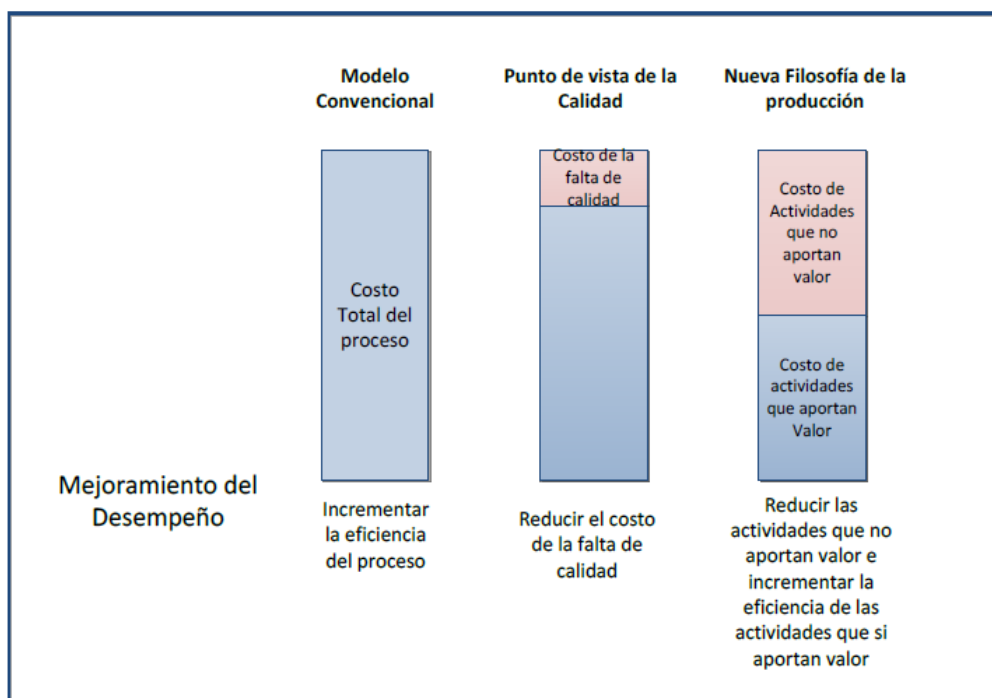 Modelo
Convencional
Punto de vista de la
Calidad
Nueva Filosofía de la
producción
Costo
Total del
proceso
Costo de la
falta de
calidad
Costo de
Actividades
que no
aportan
valor
Costo de
actividades
que aportan
Valor
Mejoramiento del
Desempeño
Incrementar
la eficiencia
del proceso
Reducir el costo
de la falta de
calidad
Reducir las
actividades que no
aportan valor e
incrementar la
eficiencia de las
actividades que si
aportan valor